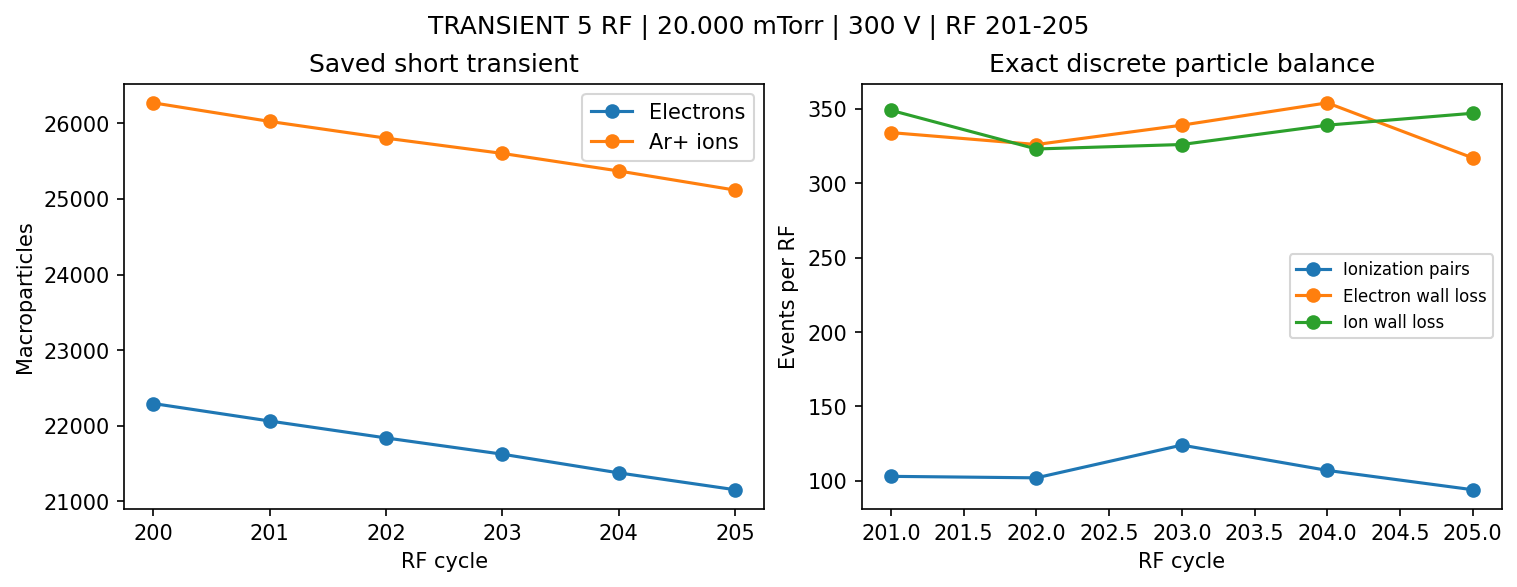 TRANSIENT 5 RF | 20.000 mTorr | 300 V | RF 201-205
Saved short transient
Macroparticles
26000
25000
24000
23000
22000
21000
200 201 202 203 204 205
RF cycle
Electrons
Ar+ ions
Exact discrete particle balance
Events per RF
350
300
250
200
150
100
201.0 201.5 202.0 202.5 203.0 203.5 204.0 204.5 205.0
RF cycle
Ionization pairs
Electron wall loss
Ion wall loss